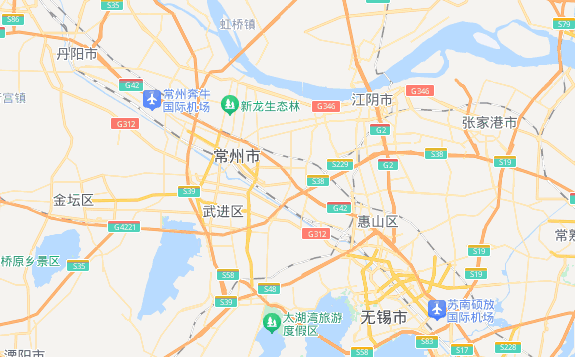 S35
S86
虹桥镇
S79
丹阳市
G42
常州奔牛
国际机场
新龙生态林
G346
江阴市
G346
宫镇
G312
G2
张家港市
常州市
S229
G2
S38
S19
S38
S39
金坛区
武进区
G42
惠山区
G4221
G312
常熟
桥原乡景区
S35
S58
S48
S19
S19
S39
太湖湾旅游
度假区
无锡市
苏南硕放
国际机场
溧阳市
S58
S83
S17
S228